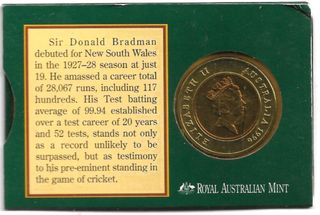 Sir Donald Bradman
debuted for New South Wales
in the 1927-28 season at just
19. He amassed a career total
of 28,067 runs, including 117
hundreds. His Test batting
average of 99.94 established
over a test career of 20 years
and 52 tests, stands not only
as a record unlikely to be
surpassed, but as testimony
to his pre-eminent standing in
the game of cricket.
ELIZABETH II AUSTRALIA 1996
ROYAL AUSTRALIAN MINT